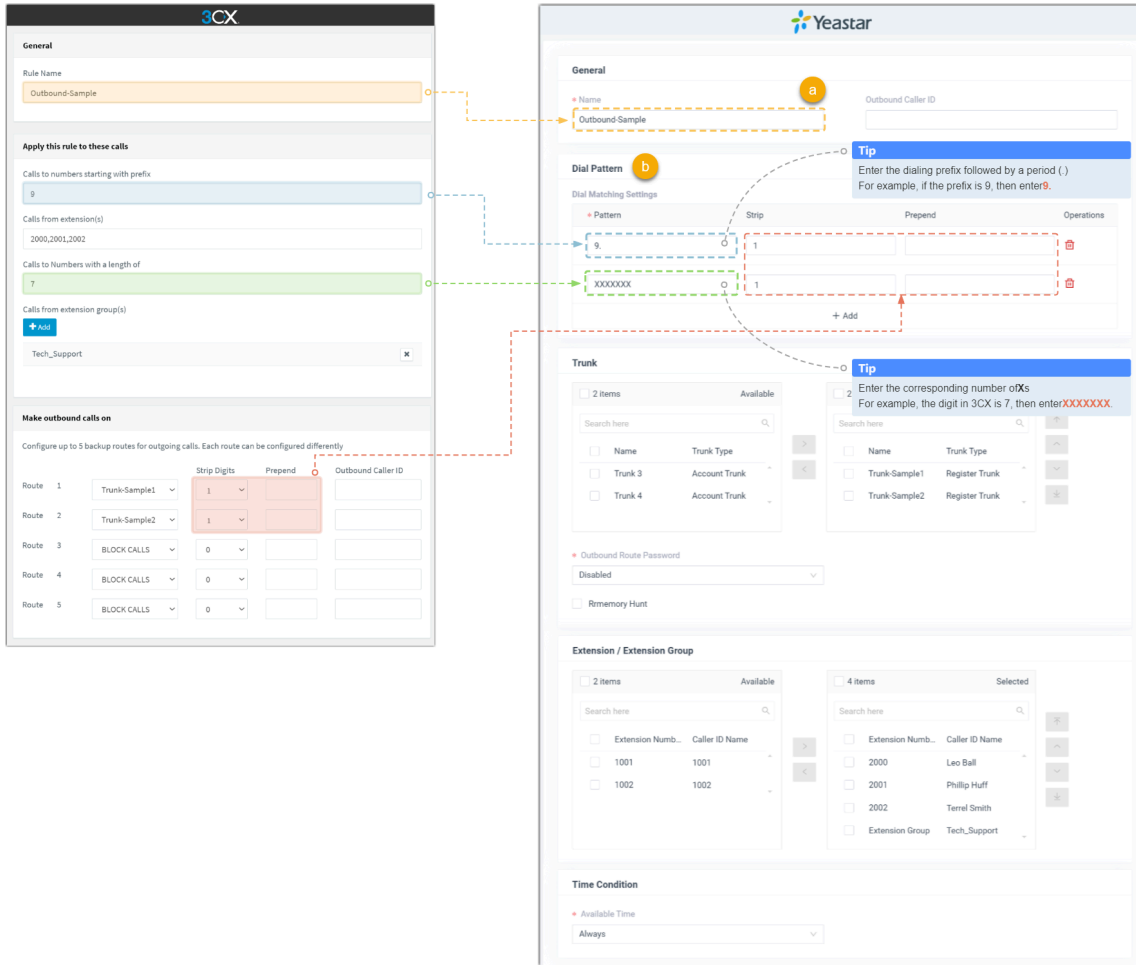 3CX
General
Rule Name
Outbound-Sample
Apply this rule to these calls
Calls to numbers starting with prefix
9
Calls from extension(s)
2000,2001,2002
Calls to Numbers with a length of
7
Calls from extension group(s)
+ Add
Tech_Support
Make outbound calls on
Configure up to 5 backup routes for outgoing calls. Each route can be configured differently
Strip Digits Prepend Outbound Caller ID
Route 1 Trunk-Sample1 1
Route 2 Trunk-Sample2 1
Route 3 BLOCK CALLS 0
Route 4 BLOCK CALLS 0
Route 5 BLOCK CALLS 0
Yeastar
General
a
* Name Outbound Caller ID
Outbound-Sample
Dial Pattern b
Tip
Enter the dialing prefix followed by a period (.)
For example, if the prefix is 9, then enter9.
Dial Matching Settings
* Pattern Strip Prepend Operations
9. 1
XXXXXXX 1
+ Add
Trunk
Tip
Enter the corresponding number ofXs
For example, the digit in 3CX is 7, then enterXXXXXXX.
2 items Available 2
Search here Search here
Name Trunk Type Name Trunk Type
Trunk 3 Account Trunk Trunk-Sample1 Register Trunk
Trunk 4 Account Trunk Trunk-Sample2 Register Trunk
* Outbound Route Password
Disabled
Rrmemory Hunt
Extension / Extension Group
2 items Available 4 items Selected
Search here Search here
Extension Numb... Caller ID Name Extension Numb... Caller ID Name
1001 1001 2000 Leo Ball
1002 1002 2001 Phillip Huff
2002 Terrel Smith
Extension Group Tech_Support
Time Condition
* Available Time
Always